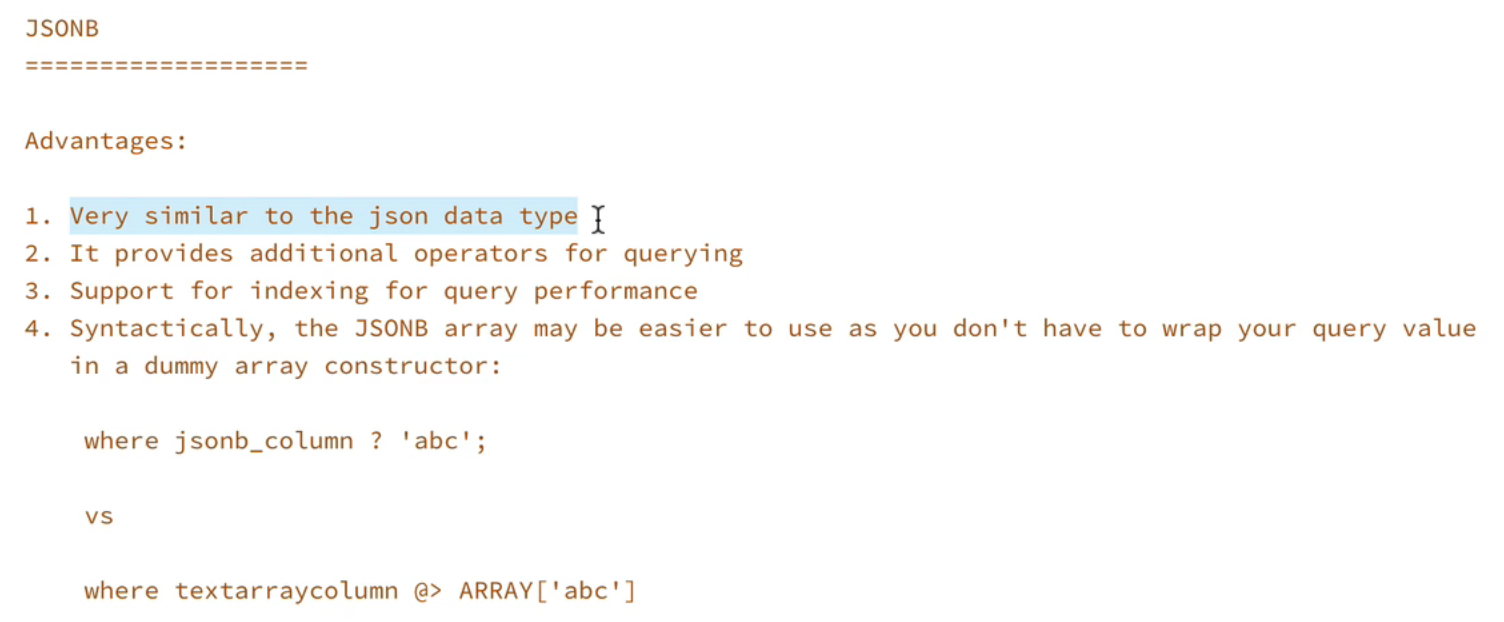 JSONB
===================
Advantages:
1. Very similar to the json data type
2. It provides additional operators for querying
3. Support for indexing for query performance
4. Syntactically, the JSONB array may be easier to use as you don't have to wrap your query value
in a dummy array constructor:
where jsonb_column ? 'abc';
vs
where textarraycolumn @> ARRAY['abc']